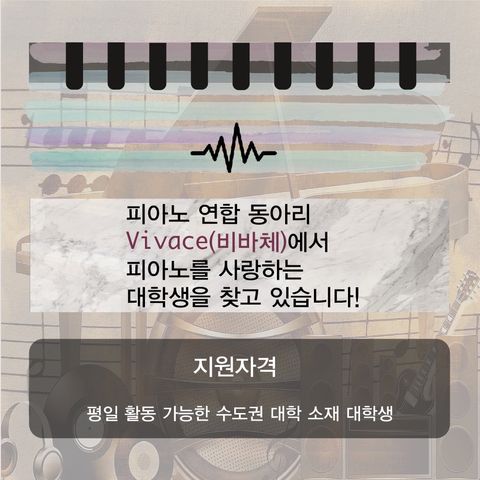 피아노 연합 동아리
Vivace(비바체)에서
피아노를 사랑하는
대학생을 찾고 있습니다!
지원자격
평일 활동 가능한 수도권 대학 소재 대학생